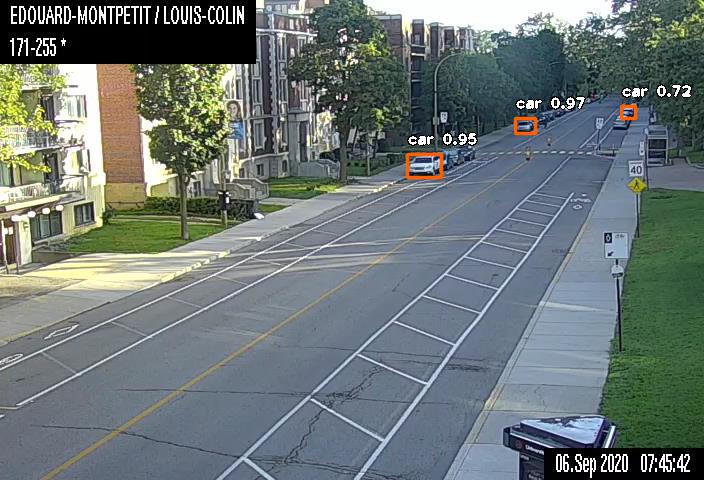 EDOUARD-MONTPETIT / LOUIS-COLIN
171-255 *
car 0.72
car 0.97
car 0.95
40
06.Sep 2020 07:45:42